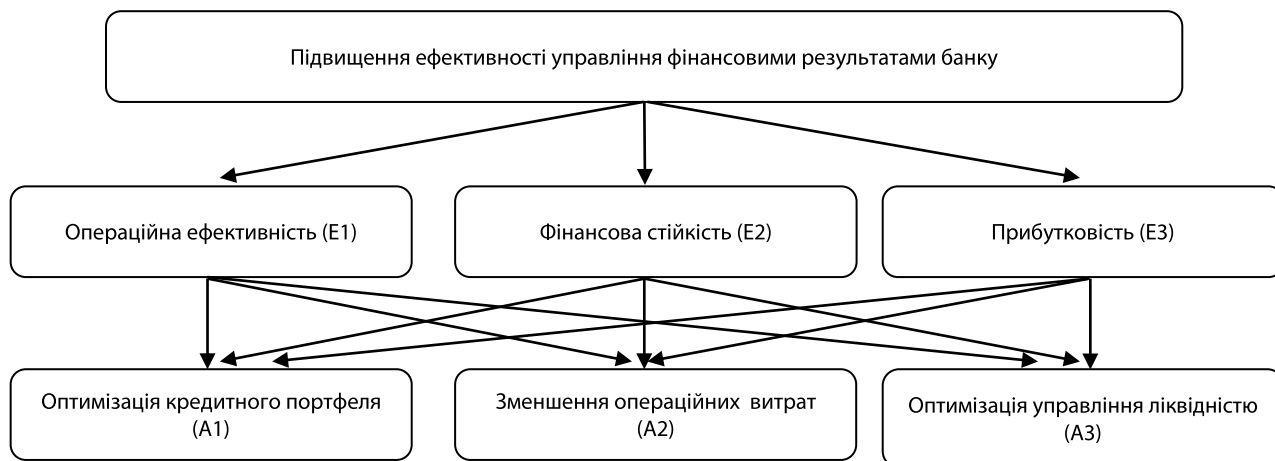 Підвищення ефективності управління фінансовими результатами банку
Операційна ефективність (Е1)
Фінансова стійкість (Е2)
Прибутковість (Е3)
Оптимізація кредитного портфеля
(А1)
Зменшення операційних витрат
(А2)
Оптимізація управління ліквідністю
(А3)